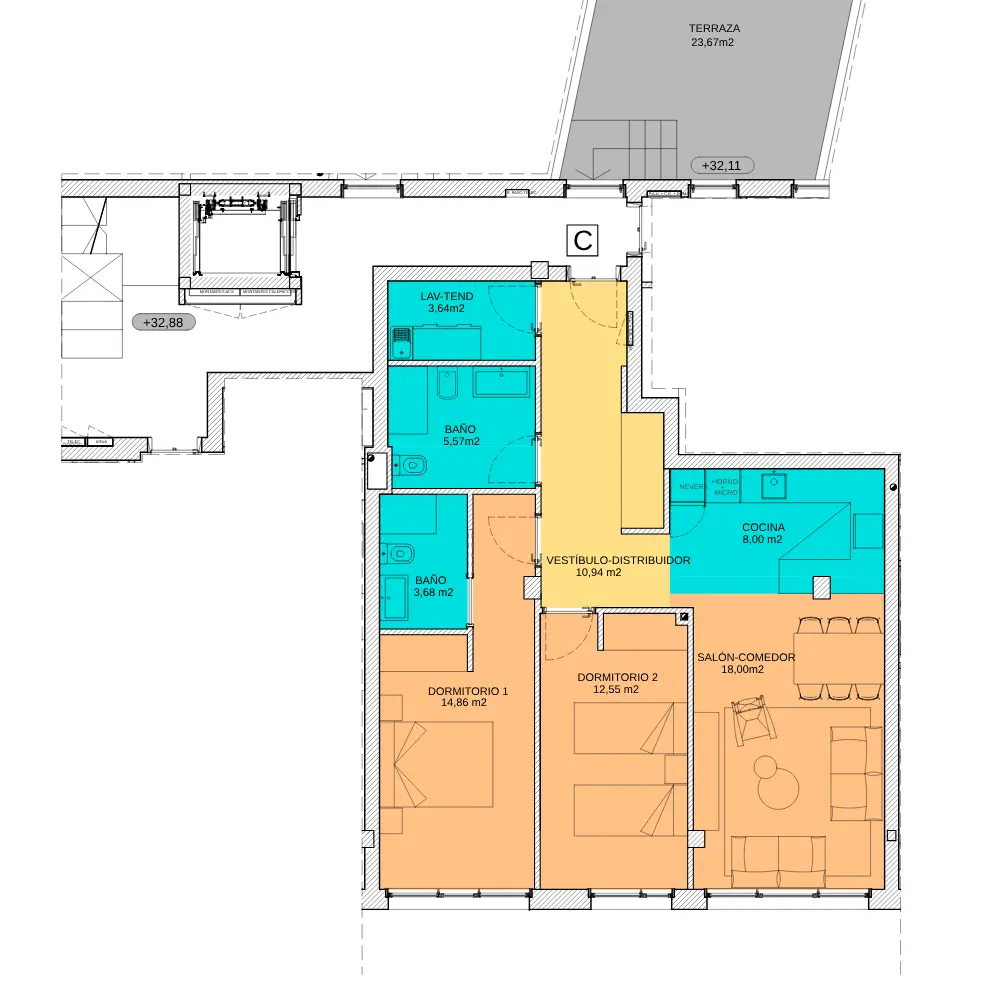 TERRAZA
23,67m2
+32,11
C
LAV-TEND
3,64m2
+32,88
BAÑO
5,57m2
NEVERA
HORNO
+
MICRO
COCINA
8,00 m2
VESTÍBULO-DISTRIBUIDOR
10,94 m2
BAÑO
3,68 m2
SALÓN-COMEDOR
18,00m2
DORMITORIO 2
12,55 m2
DORMITORIO 1
14,86 m2
TELEC.
AGUA